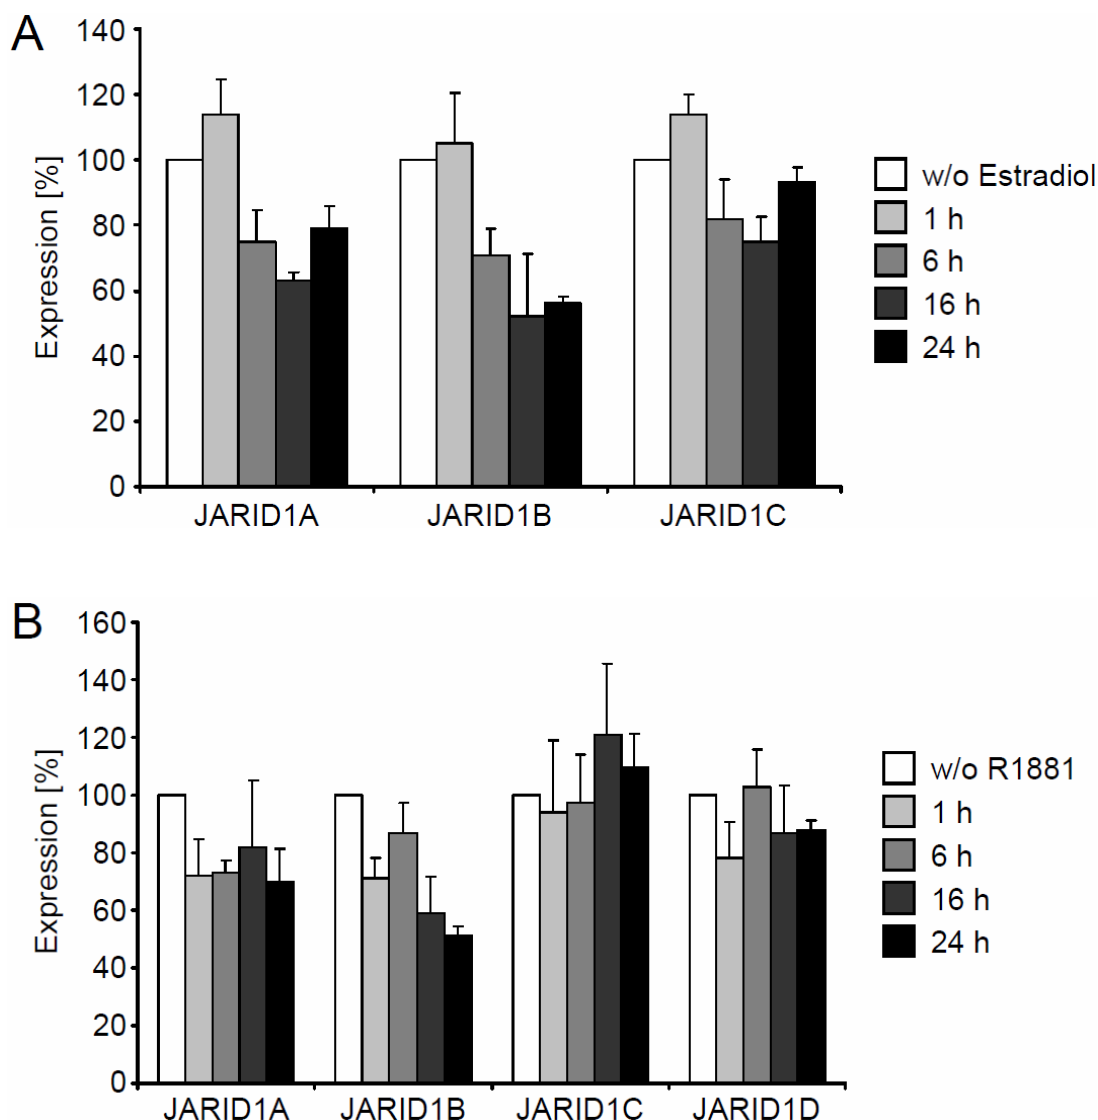 A
Expression [%]
140
120
100
80
60
40
20
0
JARID1A JARID1B JARID1C
w/o Estradiol
1 h
6 h
16 h
24 h
B
Expression [%]
160
140
120
100
80
60
40
20
0
JARID1A JARID1B JARID1C JARID1D
w/o R1881
1 h
6 h
16 h
24 h